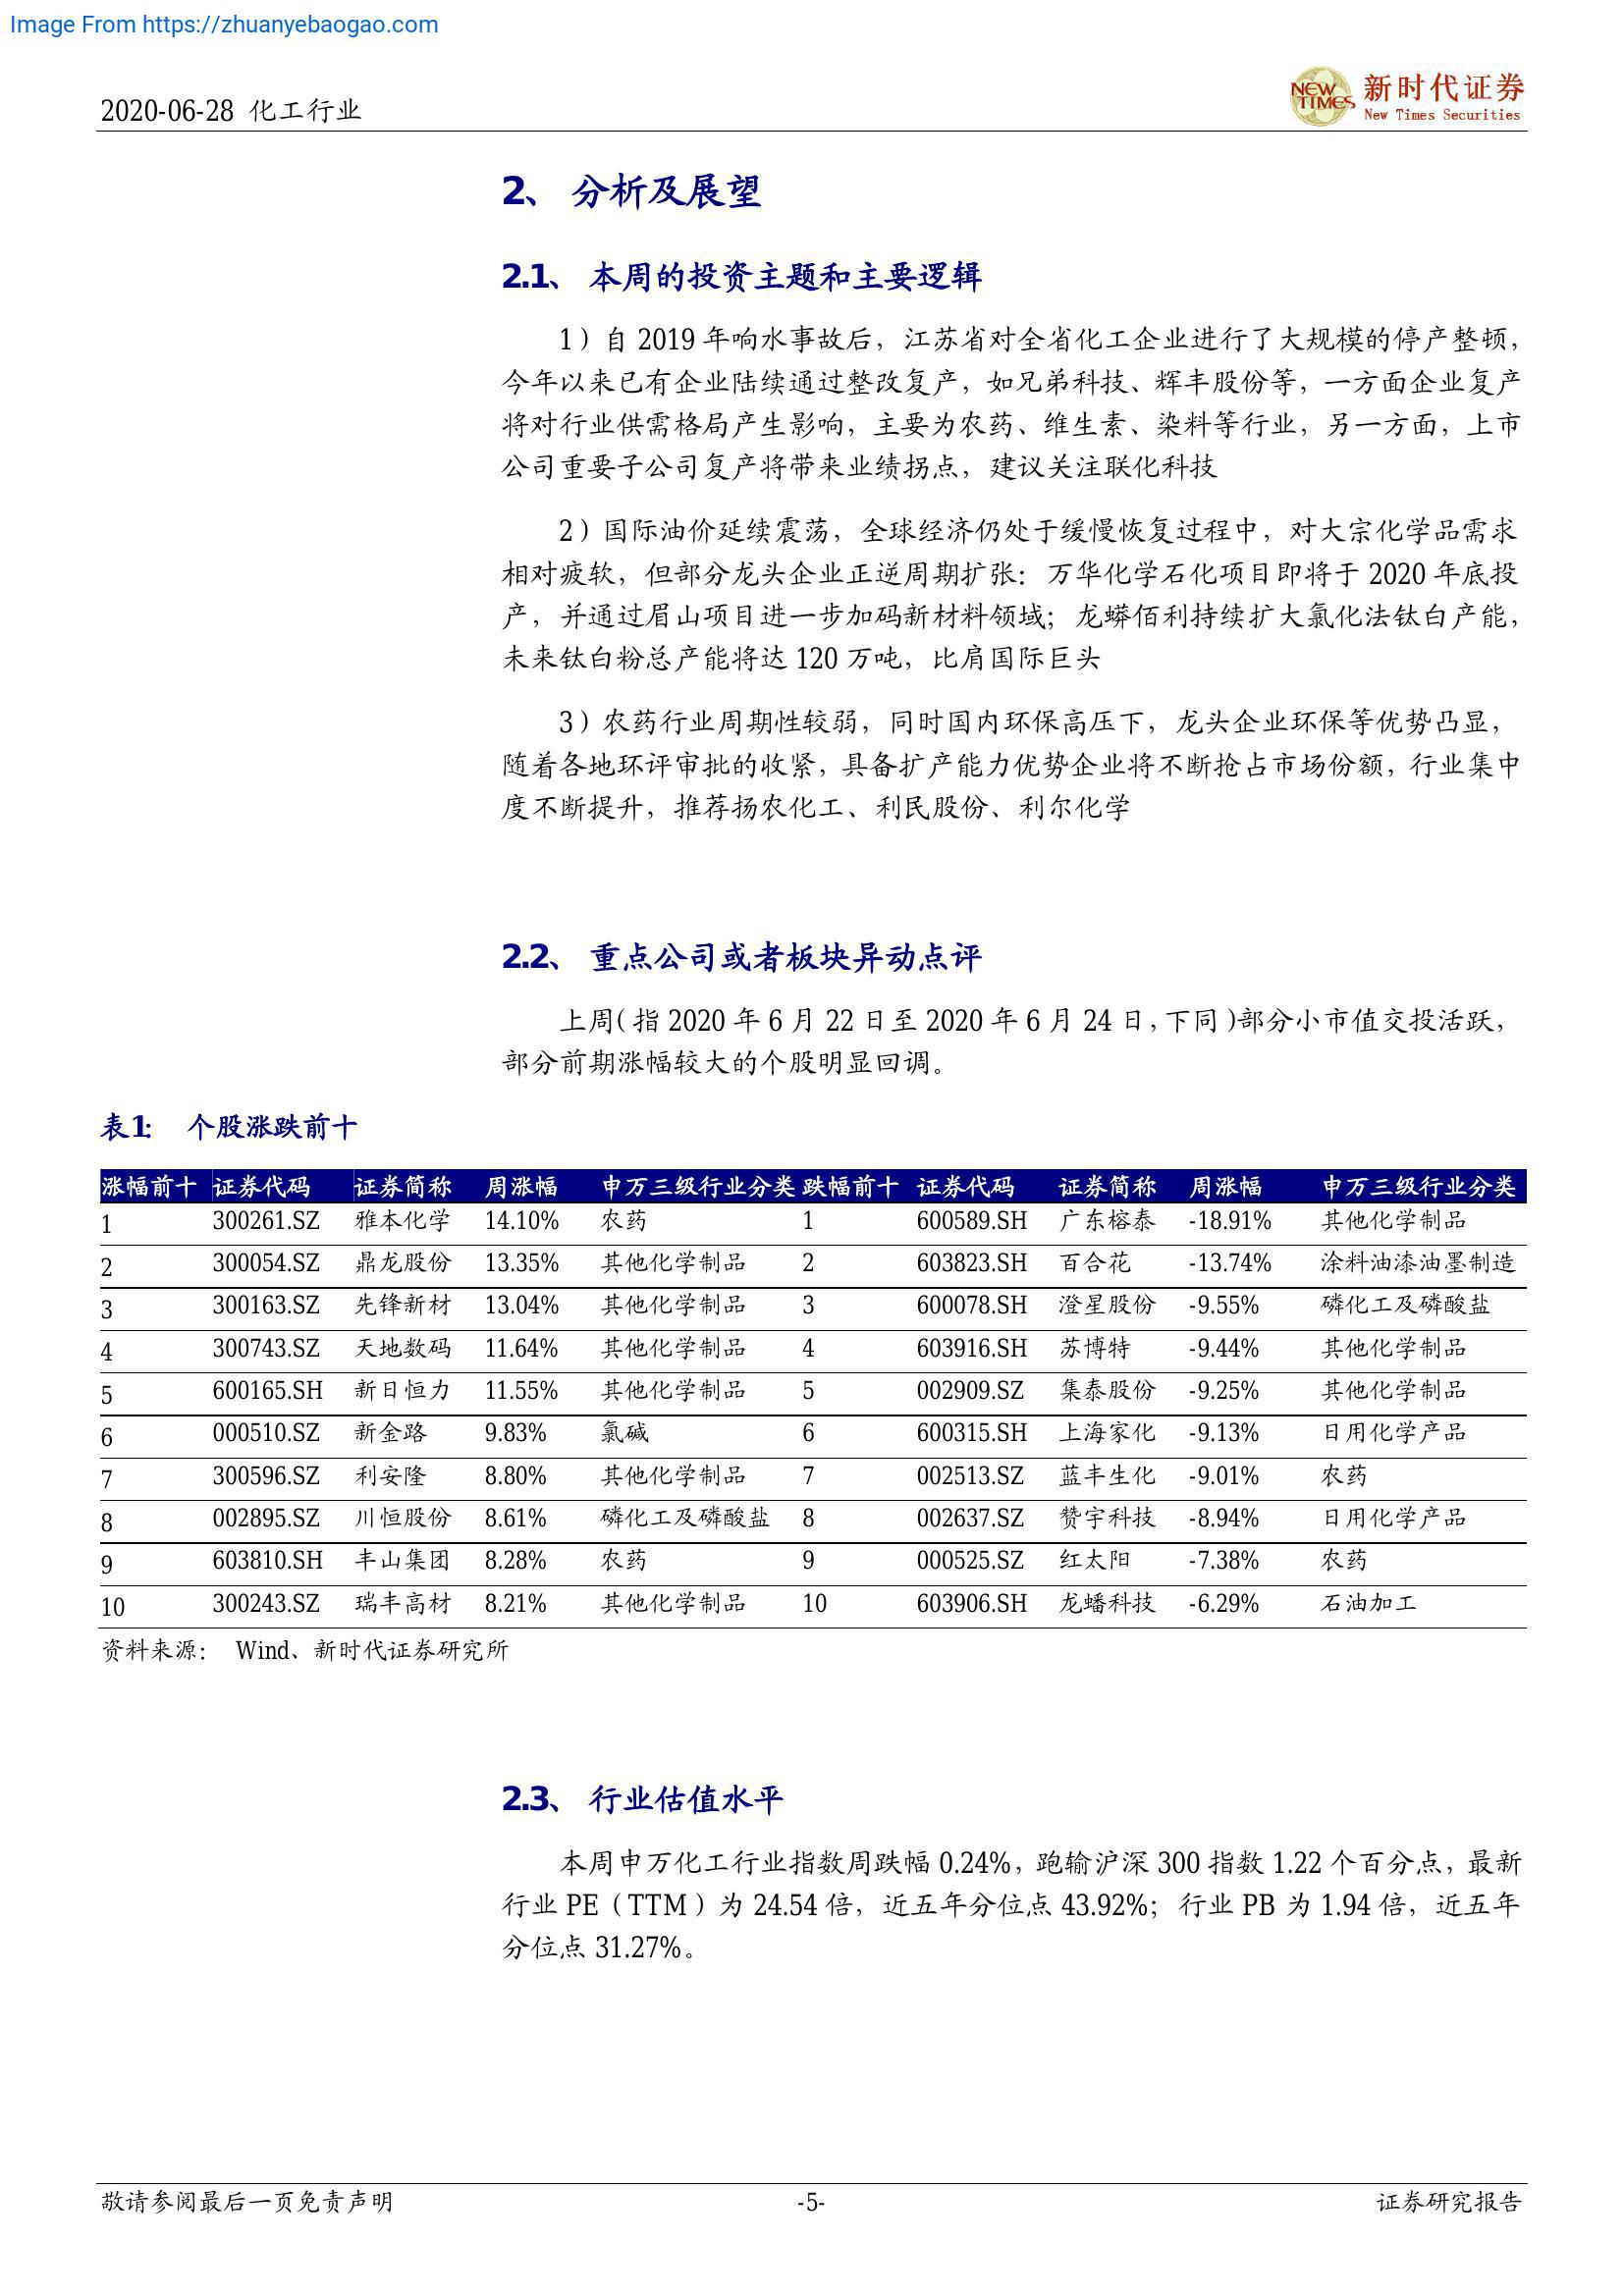 Image From https://zhuanyebaogao.com
2020-06-28 化工行业
NEW TIMES 新时代证券
New Times Securities
2、 分析及展望
2.1、 本周的投资主题和主要逻辑
1）自 2019 年响水事故后，江苏省对全省化工企业进行了大规模的停产整顿，
今年以来已有企业陆续通过整改复产，如兄弟科技、辉丰股份等，一方面企业复产
将对行业供需格局产生影响，主要为农药、维生素、染料等行业，另一方面，上市
公司重要子公司复产将带来业绩拐点，建议关注联化科技
2）国际油价延续震荡，全球经济仍处于缓慢恢复过程中，对大宗化学品需求
相对疲软，但部分龙头企业正逆周期扩张：万华化学石化项目即将于 2020 年底投
产，并通过眉山项目进一步加码新材料领域；龙蟒佰利持续扩大氯化法钛白产能，
未来钛白粉总产能将达 120 万吨，比肩国际巨头
3）农药行业周期性较弱，同时国内环保高压下，龙头企业环保等优势凸显，
随着各地环评审批的收紧，具备扩产能力优势企业将不断抢占市场份额，行业集中
度不断提升，推荐扬农化工、利民股份、利尔化学
2.2、 重点公司或者板块异动点评
上周（指 2020 年 6 月 22 日至 2020 年 6 月 24 日，下同）部分小市值交投活跃，
部分前期涨幅较大的个股明显回调。
表1: 个股涨跌前十
涨幅前十 证券代码 证券简称 周涨幅 申万三级行业分类 跌幅前十 证券代码 证券简称 周涨幅 申万三级行业分类
1 300261.SZ 雅本化学 14.10% 农药 1 600589.SH 广东榕泰 -18.91% 其他化学制品
2 300054.SZ 鼎龙股份 13.35% 其他化学制品 2 603823.SH 百合花 -13.74% 涂料油漆油墨制造
3 300163.SZ 先锋新材 13.04% 其他化学制品 3 600078.SH 澄星股份 -9.55% 磷化工及磷酸盐
4 300743.SZ 天地数码 11.64% 其他化学制品 4 603916.SH 苏博特 -9.44% 其他化学制品
5 600165.SH 新日恒力 11.55% 其他化学制品 5 002909.SZ 集泰股份 -9.25% 其他化学制品
6 000510.SZ 新金路 9.83% 氯碱 6 600315.SH 上海家化 -9.13% 日用化学产品
7 300596.SZ 利安隆 8.80% 其他化学制品 7 002513.SZ 蓝丰生化 -9.01% 农药
8 002895.SZ 川恒股份 8.61% 磷化工及磷酸盐 8 002637.SZ 赞宇科技 -8.94% 日用化学产品
9 603810.SH 丰山集团 8.28% 农药 9 000525.SZ 红太阳 -7.38% 农药
10 300243.SZ 瑞丰高材 8.21% 其他化学制品 10 603906.SH 龙蟠科技 -6.29% 石油加工
资料来源： Wind、新时代证券研究所
2.3、 行业估值水平
本周申万化工行业指数周跌幅 0.24%，跑输沪深 300 指数 1.22 个百分点，最新
行业 PE（TTM）为 24.54 倍，近五年分位点 43.92%；行业 PB 为 1.94 倍，近五年
分位点 31.27%。
敬请参阅最后一页免责声明 -5- 证券研究报告